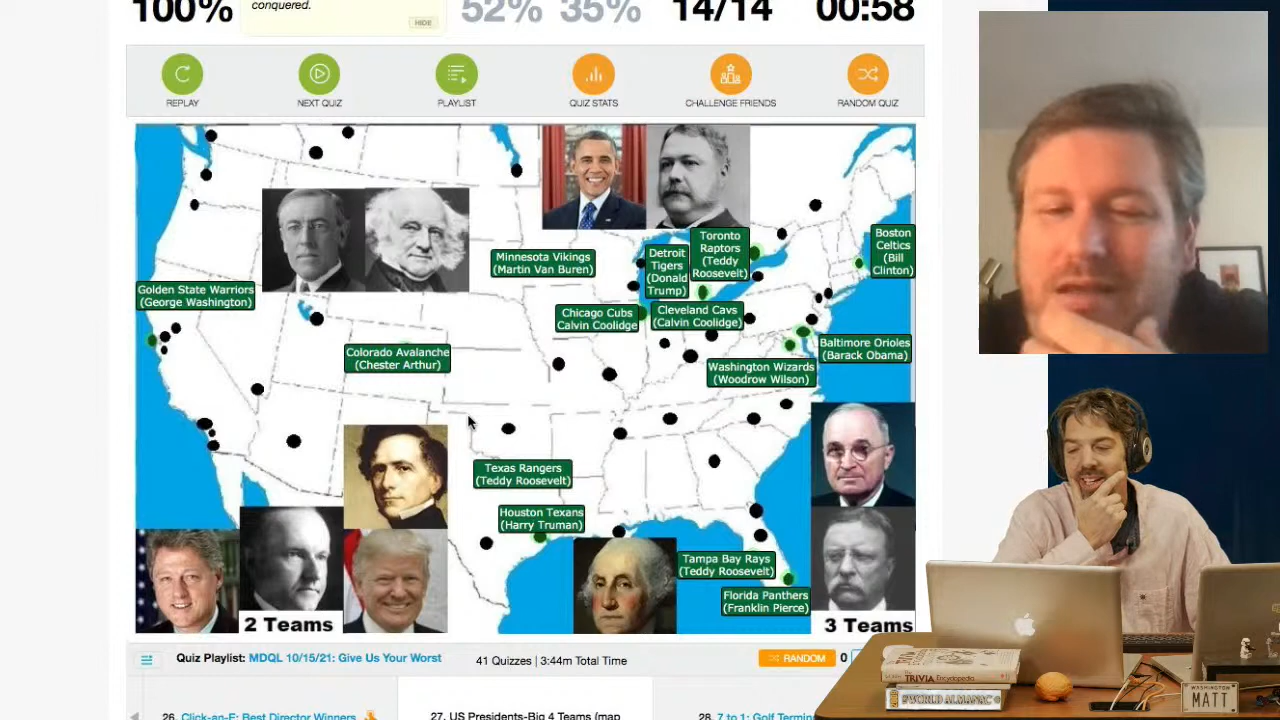 100%
conquered.
HIDE
52%
35%
14/14
00:58
REPLAY
NEXT QUIZ
PLAYLIST
QUIZ STATS
CHALLENGE FRIENDS
RANDOM QUIZ
Toronto
Raptors
(Teddy
Roosevelt)
Boston
Celtics
(Bill
Clinton)
Minnesota Vikings
(Martin Van Buren)
Detroit
Tigers
(Donald
Trump)
Golden State Warriors
(George Washington)
Chicago Cubs
Calvin Coolidge
Cleveland Cavs
(Calvin Coolidge)
Baltimore Orioles
(Barack Obama)
Colorado Avalanche
(Chester Arthur)
Washington Wizards
(Woodrow Wilson)
Texas Rangers
(Teddy Roosevelt)
Houston Texans
(Harry Truman)
Tampa Bay Rays
(Teddy Roosevelt)
Florida Panthers
(Franklin Pierce)
2 Teams
3 Teams
Quiz Playlist: MDQL 10/15/21: Give Us Your Worst
41 Quizzes | 3:44m Total Time
RANDOM
0
26. Click-an-E: Best Director Winners
27. US Presidents-Big 4 Teams (map
28. 7 to 1: Golf Termin
TRIVIA Encyclopedia
WORLD ALMANAC
WASHINGTON
MATT